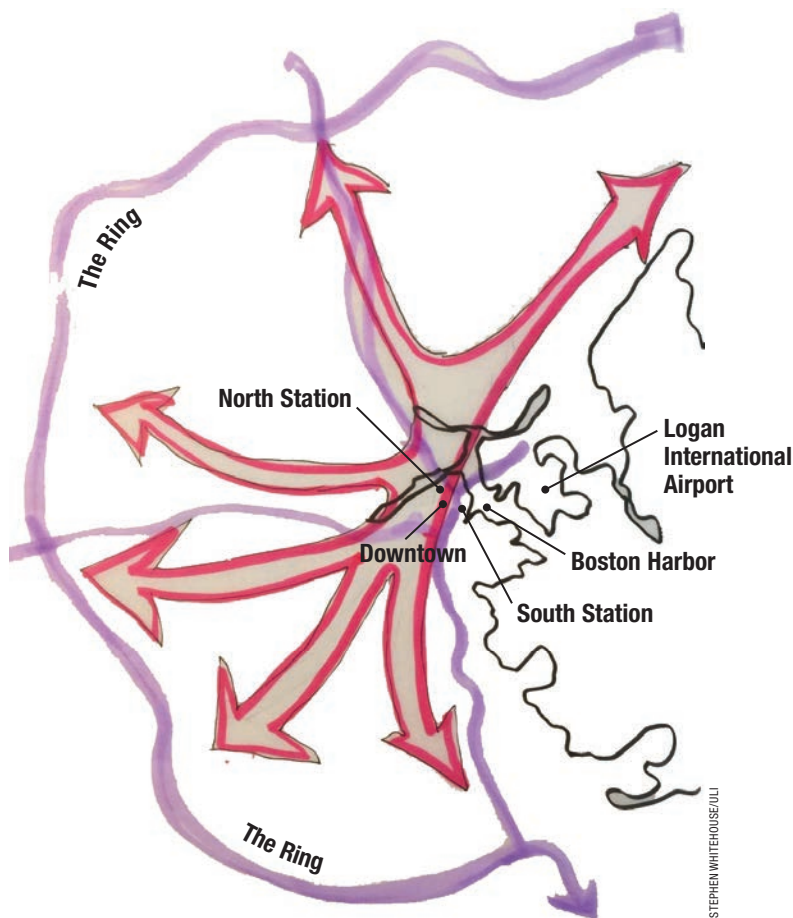 The Ring
North Station
Logan
International
Airport
Downtown
Boston Harbor
South Station
The Ring
STEPHEN WHITEHOUSE/ULI